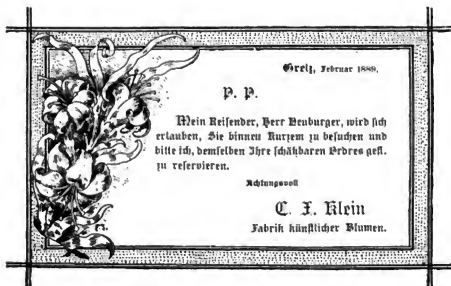 Greiz, Februar 1889.
P. P.
Mein Reisender, Herr Neuburger, wird sich
erlauben, Sie binnen Kurzem zu besuchen und
bitte ich, demselben Ihre schätzbaren Ordres gefl.
zu reservieren.
Achtungsvoll
C. F. Klein
Fabrik künstlicher Blumen.